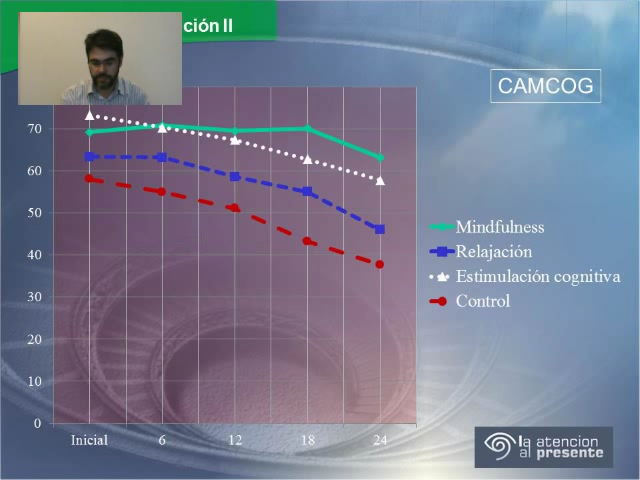 ción II
CAMCOG
70
60
50
40
30
20
10
0
Inicial 6 12 18 24
Mindfulness
Relajación
Estimulación cognitiva
Control
la atencion
al presente